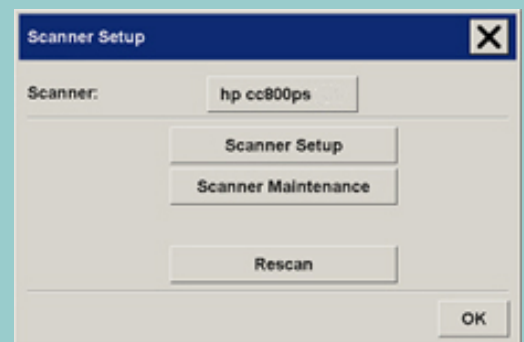 Scanner Setup
Scanner: hp cc800ps
Scanner Setup
Scanner Maintenance
Rescan
OK